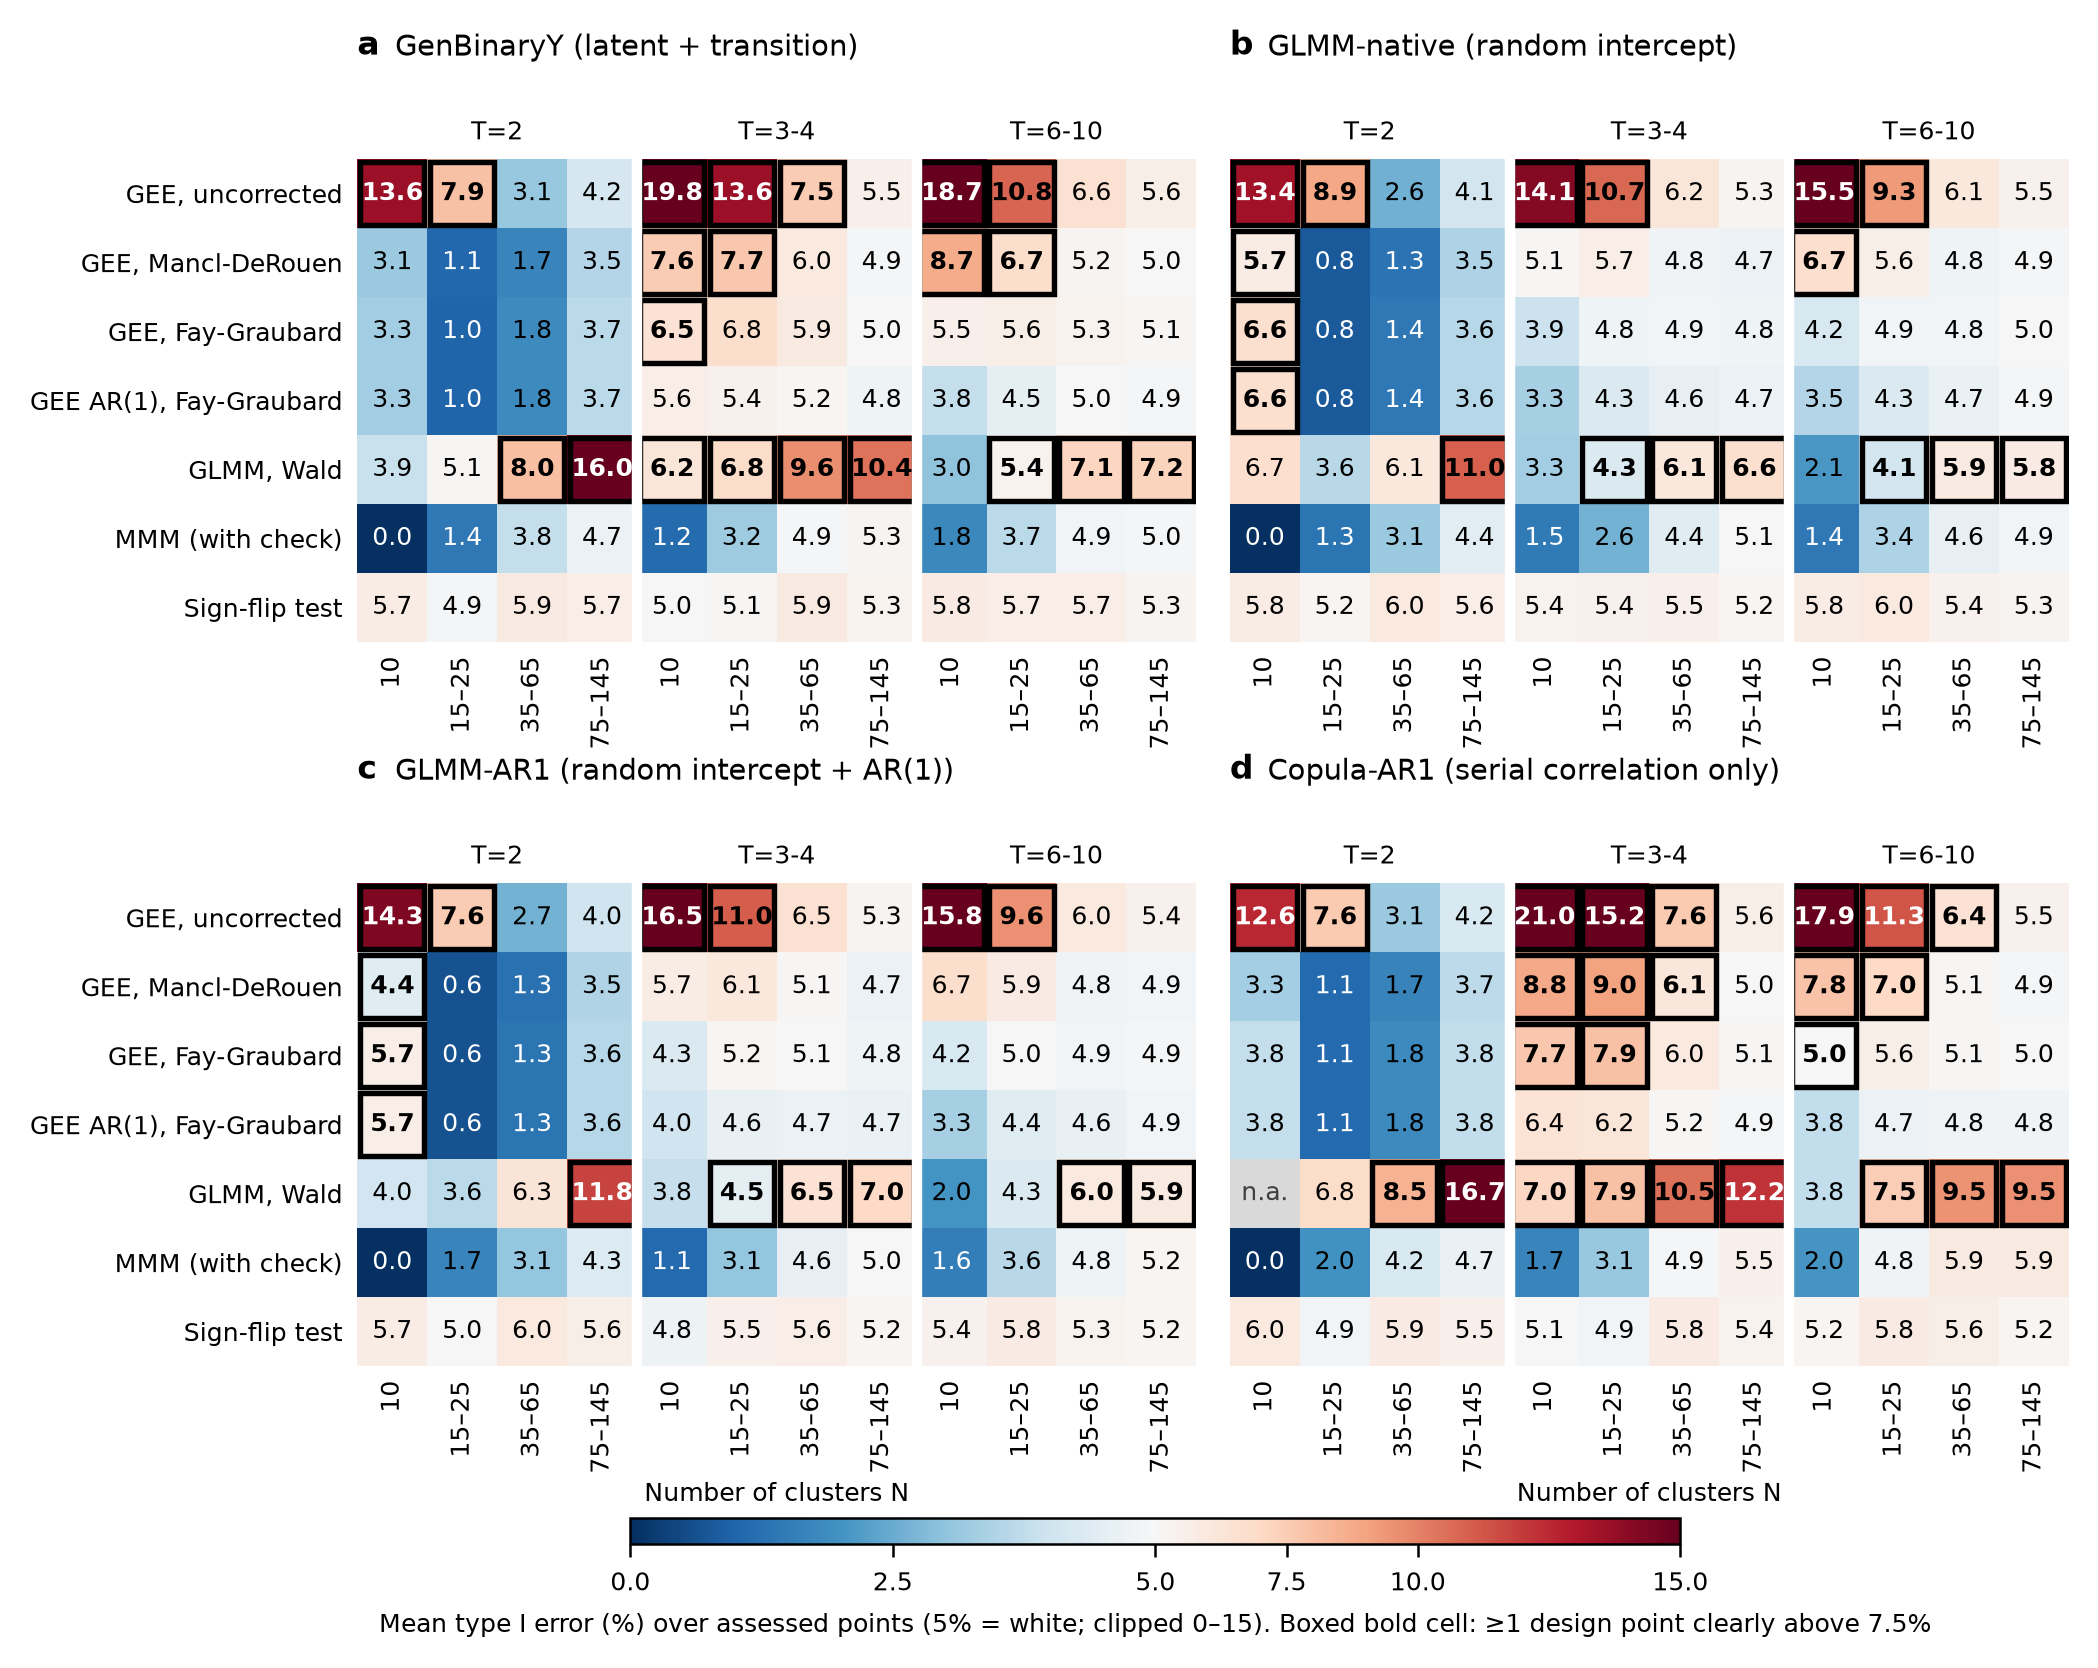 a GenBinaryY (latent + transition)
T=2 T=3-4 T=6-10
GEE, uncorrected 13.6 7.9 3.1 4.2 19.8 13.6 7.5 5.5 18.7 10.8 6.6 5.6
GEE, Mancl-DeRouen 3.1 1.1 1.7 3.5 7.6 7.7 6.0 4.9 8.7 6.7 5.2 5.0
GEE, Fay-Graubard 3.3 1.0 1.8 3.7 6.5 6.8 5.9 5.0 5.5 5.6 5.3 5.1
GEE AR(1), Fay-Graubard 3.3 1.0 1.8 3.7 5.6 5.4 5.2 4.8 3.8 4.5 5.0 4.9
GLMM, Wald 3.9 5.1 8.0 16.0 6.2 6.8 9.6 10.4 3.0 5.4 7.1 7.2
MMM (with check) 0.0 1.4 3.8 4.7 1.2 3.2 4.9 5.3 1.8 3.7 4.9 5.0
Sign-flip test 5.7 4.9 5.9 5.7 5.0 5.1 5.9 5.3 5.8 5.7 5.7 5.3
10 15–25 35–65 75–145 10 15–25 35–65 75–145 10 15–25 35–65 75–145
b GLMM-native (random intercept)
T=2 T=3-4 T=6-10
13.4 8.9 2.6 4.1 14.1 10.7 6.2 5.3 15.5 9.3 6.1 5.5
5.7 0.8 1.3 3.5 5.1 5.7 4.8 4.7 6.7 5.6 4.8 4.9
6.6 0.8 1.4 3.6 3.9 4.8 4.9 4.8 4.2 4.9 4.8 5.0
6.6 0.8 1.4 3.6 3.3 4.3 4.6 4.7 3.5 4.3 4.7 4.9
6.7 3.6 6.1 11.0 3.3 4.3 6.1 6.6 2.1 4.1 5.9 5.8
0.0 1.3 3.1 4.4 1.5 2.6 4.4 5.1 1.4 3.4 4.6 4.9
5.8 5.2 6.0 5.6 5.4 5.4 5.5 5.2 5.8 6.0 5.4 5.3
10 15–25 35–65 75–145 10 15–25 35–65 75–145 10 15–25 35–65 75–145
c GLMM-AR1 (random intercept + AR(1))
T=2 T=3-4 T=6-10
GEE, uncorrected 14.3 7.6 2.7 4.0 16.5 11.0 6.5 5.3 15.8 9.6 6.0 5.4
GEE, Mancl-DeRouen 4.4 0.6 1.3 3.5 5.7 6.1 5.1 4.7 6.7 5.9 4.8 4.9
GEE, Fay-Graubard 5.7 0.6 1.3 3.6 4.3 5.2 5.1 4.8 4.2 5.0 4.9 4.9
GEE AR(1), Fay-Graubard 5.7 0.6 1.3 3.6 4.0 4.6 4.7 4.7 3.3 4.4 4.6 4.9
GLMM, Wald 4.0 3.6 6.3 11.8 3.8 4.5 6.5 7.0 2.0 4.3 6.0 5.9
MMM (with check) 0.0 1.7 3.1 4.3 1.1 3.1 4.6 5.0 1.6 3.6 4.8 5.2
Sign-flip test 5.7 5.0 6.0 5.6 4.8 5.5 5.6 5.2 5.4 5.8 5.3 5.2
10 15–25 35–65 75–145 10 15–25 35–65 75–145 10 15–25 35–65 75–145
Number of clusters N
d Copula-AR1 (serial correlation only)
T=2 T=3-4 T=6-10
12.6 7.6 3.1 4.2 21.0 15.2 7.6 5.6 17.9 11.3 6.4 5.5
3.3 1.1 1.7 3.7 8.8 9.0 6.1 5.0 7.8 7.0 5.1 4.9
3.8 1.1 1.8 3.8 7.7 7.9 6.0 5.1 5.0 5.6 5.1 5.0
3.8 1.1 1.8 3.8 6.4 6.2 5.2 4.9 3.8 4.7 4.8 4.8
n.a. 6.8 8.5 16.7 7.0 7.9 10.5 12.2 3.8 7.5 9.5 9.5
0.0 2.0 4.2 4.7 1.7 3.1 4.9 5.5 2.0 4.8 5.9 5.9
6.0 4.9 5.9 5.5 5.1 4.9 5.8 5.4 5.2 5.8 5.6 5.2
10 15–25 35–65 75–145 10 15–25 35–65 75–145 10 15–25 35–65 75–145
Number of clusters N
0.0 2.5 5.0 7.5 10.0 15.0
Mean type I error (%) over assessed points (5% = white; clipped 0–15). Boxed bold cell: ≥1 design point clearly above 7.5%